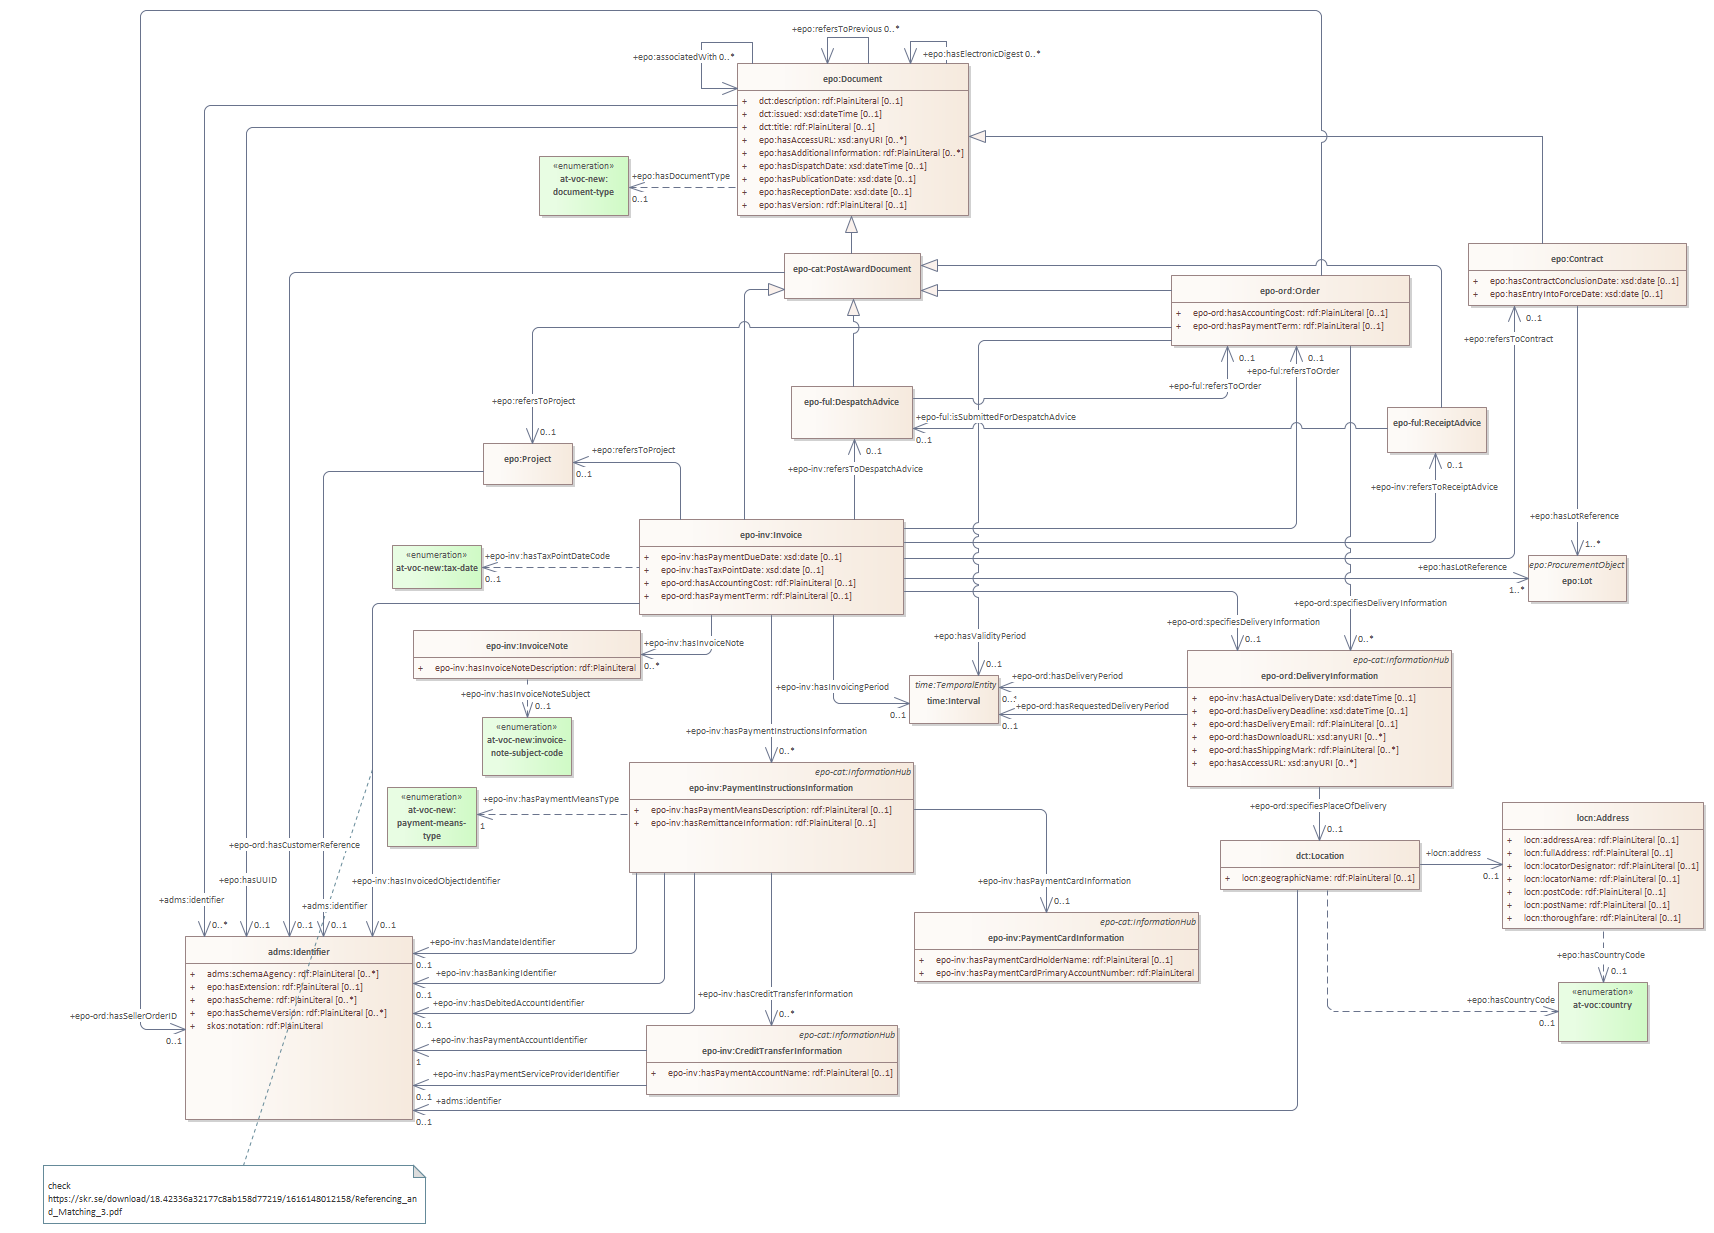 +epo:refersToPrevious 0..*
+epo:associatedWith 0..*
+epo:hasElectronicDigest 0..*
epo:Document
+ dct:description: rdf:PlainLiteral [0..1]
+ dct:issued: xsd:dateTime [0..1]
+ dct:title: rdf:PlainLiteral [0..1]
+ epo:hasAccessURL: xsd:anyURI [0..*]
+ epo:hasAdditionalInformation: rdf:PlainLiteral [0..*]
+ epo:hasDispatchDate: xsd:dateTime [0..1]
+ epo:hasPublicationDate: xsd:date [0..1]
+ epo:hasReceptionDate: xsd:date [0..1]
+ epo:hasVersion: rdf:PlainLiteral [0..1]
«enumeration»
at-voc-new:
document-type
+epo:hasDocumentType
0..1
epo-cat:PostAwardDocument
epo-ord:Order
+ epo-ord:hasAccountingCost: rdf:PlainLiteral [0..1]
+ epo-ord:hasPaymentTerm: rdf:PlainLiteral [0..1]
epo:Contract
+ epo:hasContractConclusionDate: xsd:date [0..1]
+ epo:hasEntryIntoForceDate: xsd:date [0..1]
0..1
+epo:refersToContract
0..1
0..1
+epo-ful:refersToOrder
+epo-ful:refersToOrder
epo-ful:DespatchAdvice
+epo-ful:isSubmittedForDespatchAdvice
0..1
epo-ful:ReceiptAdvice
+epo:refersToProject
0..1
epo:Project
+epo:refersToProject
0..1
0..1
+epo-inv:refersToDespatchAdvice
0..1
+epo-inv:refersToReceiptAdvice
+epo:hasLotReference
1..*
epo-inv:Invoice
+ epo-inv:hasPaymentDueDate: xsd:date [0..1]
+ epo-inv:hasTaxPointDate: xsd:date [0..1]
+ epo-ord:hasAccountingCost: rdf:PlainLiteral [0..1]
+ epo-ord:hasPaymentTerm: rdf:PlainLiteral [0..1]
«enumeration»
at-voc-new:tax-date
+epo-inv:hasTaxPointDateCode
0..1
+epo:hasLotReference
1..*
epo:ProcurementObject
epo:Lot
+epo-ord:specifiesDeliveryInformation
0..*
+epo-ord:specifiesDeliveryInformation
0..1
+epo:hasValidityPeriod
0..1
epo-inv:InvoiceNote
+ epo-inv:hasInvoiceNoteDescription: rdf:PlainLiteral
+epo-inv:hasInvoiceNote
0..*
+epo-inv:hasInvoiceNoteSubject
0..1
«enumeration»
at-voc-new:invoice-
note-subject-code
+epo-inv:hasInvoicingPeriod
0..1
time:TemporalEntity
time:Interval
+epo-ord:hasDeliveryPeriod
0..*
+epo-ord:hasRequestedDeliveryPeriod
0..1
epo-cat:InformationHub
epo-ord:DeliveryInformation
+ epo-inv:hasActualDeliveryDate: xsd:dateTime [0..1]
+ epo-ord:hasDeliveryDeadline: xsd:dateTime [0..1]
+ epo-ord:hasDeliveryEmail: rdf:PlainLiteral [0..1]
+ epo-ord:hasDownloadURL: xsd:anyURI [0..*]
+ epo-ord:hasShippingMark: rdf:PlainLiteral [0..*]
+ epo:hasAccessURL: xsd:anyURI [0..*]
+epo-inv:hasPaymentInstructionsInformation
0..*
epo-cat:InformationHub
epo-inv:PaymentInstructionsInformation
+ epo-inv:hasPaymentMeansDescription: rdf:PlainLiteral [0..1]
+ epo-inv:hasRemittanceInformation: rdf:PlainLiteral [0..1]
«enumeration»
at-voc-new:
payment-means-
type
+epo-inv:hasPaymentMeansType
1
+epo-ord:specifiesPlaceOfDelivery
0..1
dct:Location
+ locn:geographicName: rdf:PlainLiteral [0..1]
+locn:address
0..1
locn:Address
+ locn:addressArea: rdf:PlainLiteral [0..1]
+ locn:fullAddress: rdf:PlainLiteral [0..1]
+ locn:locatorDesignator: rdf:PlainLiteral [0..1]
+ locn:locatorName: rdf:PlainLiteral [0..1]
+ locn:postCode: rdf:PlainLiteral [0..1]
+ locn:postName: rdf:PlainLiteral [0..1]
+ locn:thoroughfare: rdf:PlainLiteral [0..1]
+epo:hasCountryCode
0..1
«enumeration»
at-voc:country
+epo:hasCountryCode
0..1
+epo-inv:hasPaymentCardInformation
0..1
epo-cat:InformationHub
epo-inv:PaymentCardInformation
+ epo-inv:hasPaymentCardHolderName: rdf:PlainLiteral [0..1]
+ epo-inv:hasPaymentCardPrimaryAccountNumber: rdf:PlainLiteral
+epo-ord:hasCustomerReference
+epo:hasUUID
+epo-inv:hasInvoicedObjectIdentifier
+adms:identifier
+adms:identifier
0..*
0..1
0..1
0..1
0..1
adms:Identifier
+ adms:schemaAgency: rdf:PlainLiteral [0..*]
+ epo:hasExtension: rdf:PlainLiteral [0..1]
+ epo:hasScheme: rdf:PlainLiteral [0..*]
+ epo:hasSchemeVersion: rdf:PlainLiteral [0..*]
+ skos:notation: rdf:PlainLiteral
+epo-ord:hasSellerOrderID
0..1
+epo-inv:hasMandateIdentifier
0..1
+epo-inv:hasBankingIdentifier
0..1
+epo-inv:hasDebitedAccountIdentifier
0..1
+epo-inv:hasPaymentAccountIdentifier
1
+epo-inv:hasPaymentServiceProviderIdentifier
0..1
+adms:identifier
0..1
+epo-inv:hasCreditTransferInformation
0..*
epo-cat:InformationHub
epo-inv:CreditTransferInformation
+ epo-inv:hasPaymentAccountName: rdf:PlainLiteral [0..1]
check
https://skr.se/download/18.42336a32177c8ab158d77219/1616148012158/Referencing_an
d_Matching_3.pdf